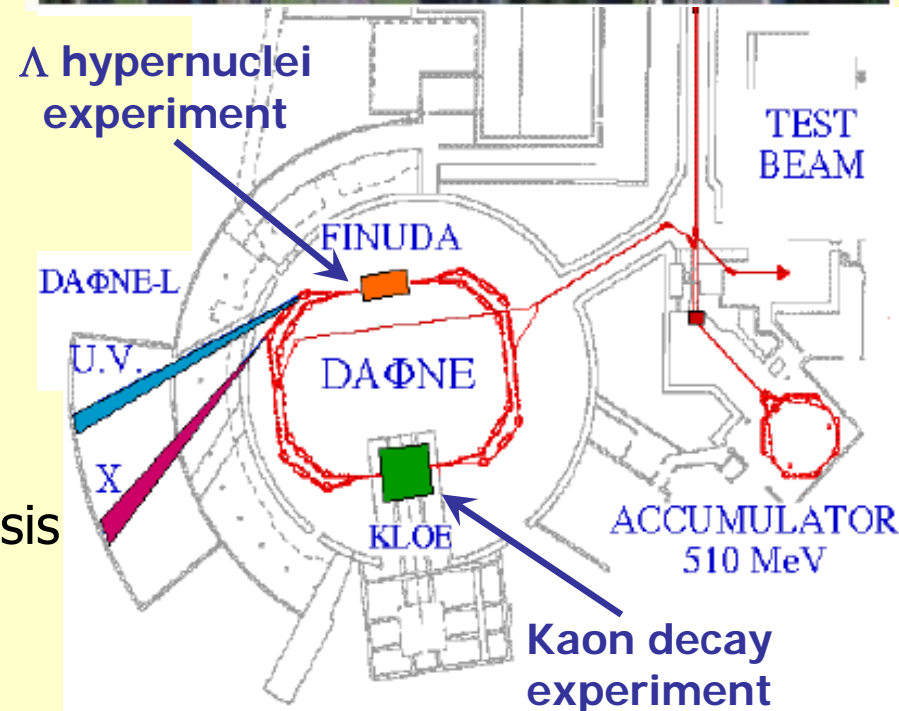 Λ hypernuclei
experiment
TEST
BEAM
FINUDA
DAΦNE-L
U.V.
DAΦNE
X
sis
KLOE
ACCUMULATOR
510 MeV
Kaon decay
experiment